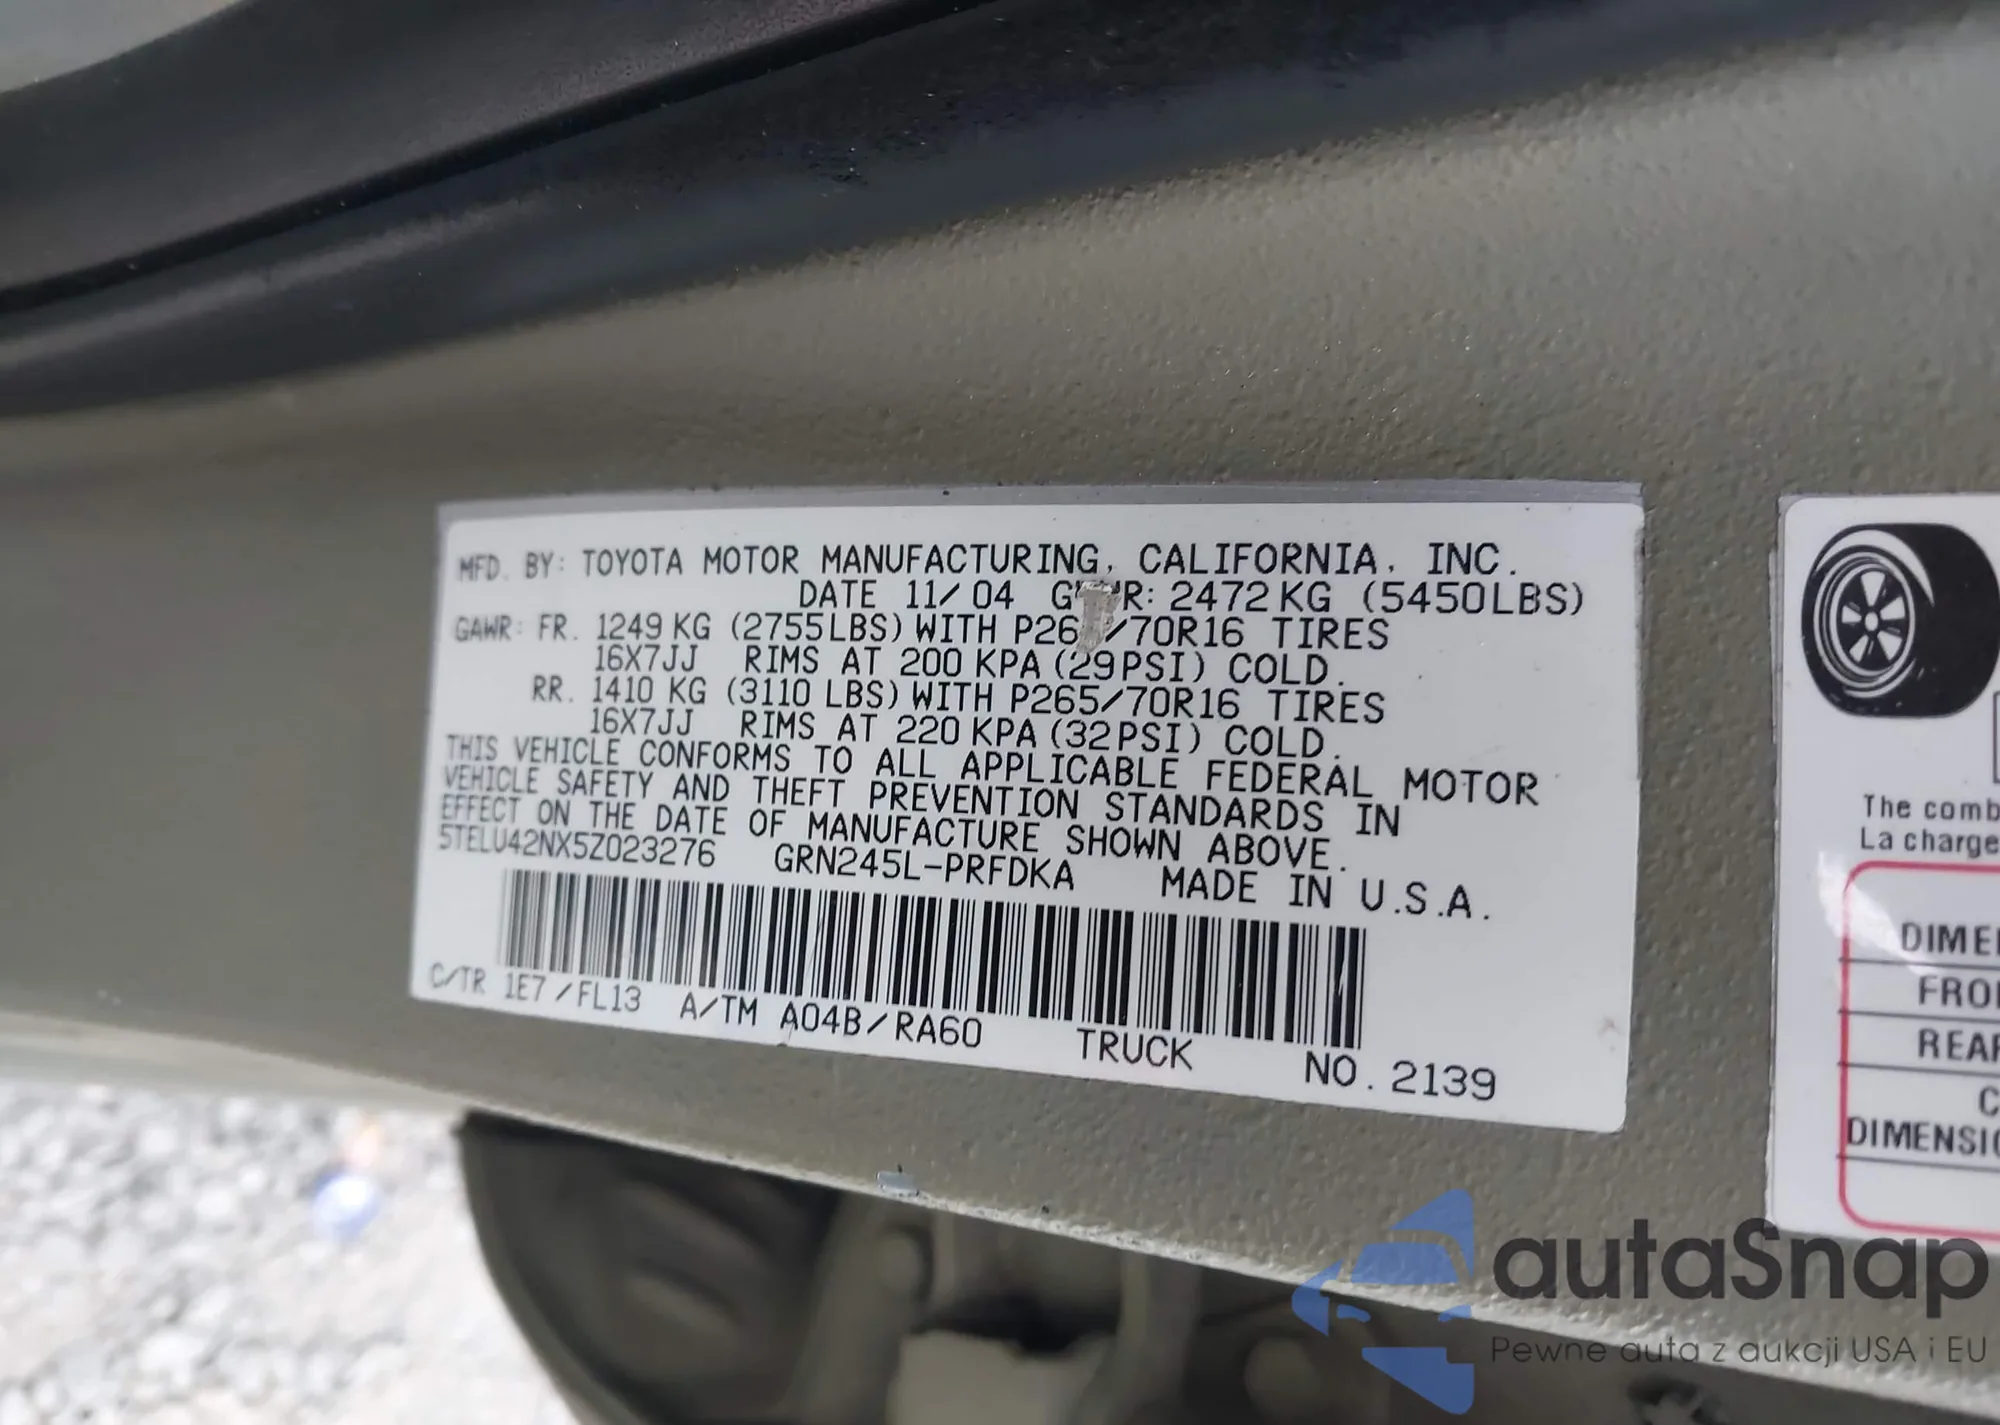 MFD. BY: TOYOTA MOTOR MANUFACTURING, CALIFORNIA, INC.
DATE 11/04 G R: 2472KG (5450LBS)
GAWR: FR. 1249 KG (2755LBS) WITH P26 /70R16 TIRES
16X7JJ RIMS AT 200 KPA (29PSI) COLD.
RR. 1410 KG (3110 LBS) WITH P265/70R16 TIRES
16X7JJ RIMS AT 220 KPA (32PSI) COLD.
THIS VEHICLE CONFORMS TO ALL APPLICABLE FEDERAL MOTOR
VEHICLE SAFETY AND THEFT PREVENTION STANDARDS IN
EFFECT ON THE DATE OF MANUFACTURE SHOWN ABOVE.
5TELU42NX5Z023276 GRN245L-PRFDKA MADE IN U.S.A.
C/TR 1E7/FL13 A/TM A04B/RA60 TRUCK NO. 2139
The comb
La charge
DIME
FRO
REA
C
DIMENSI
autaSnap
Pewne auta z aukcji USA i EU